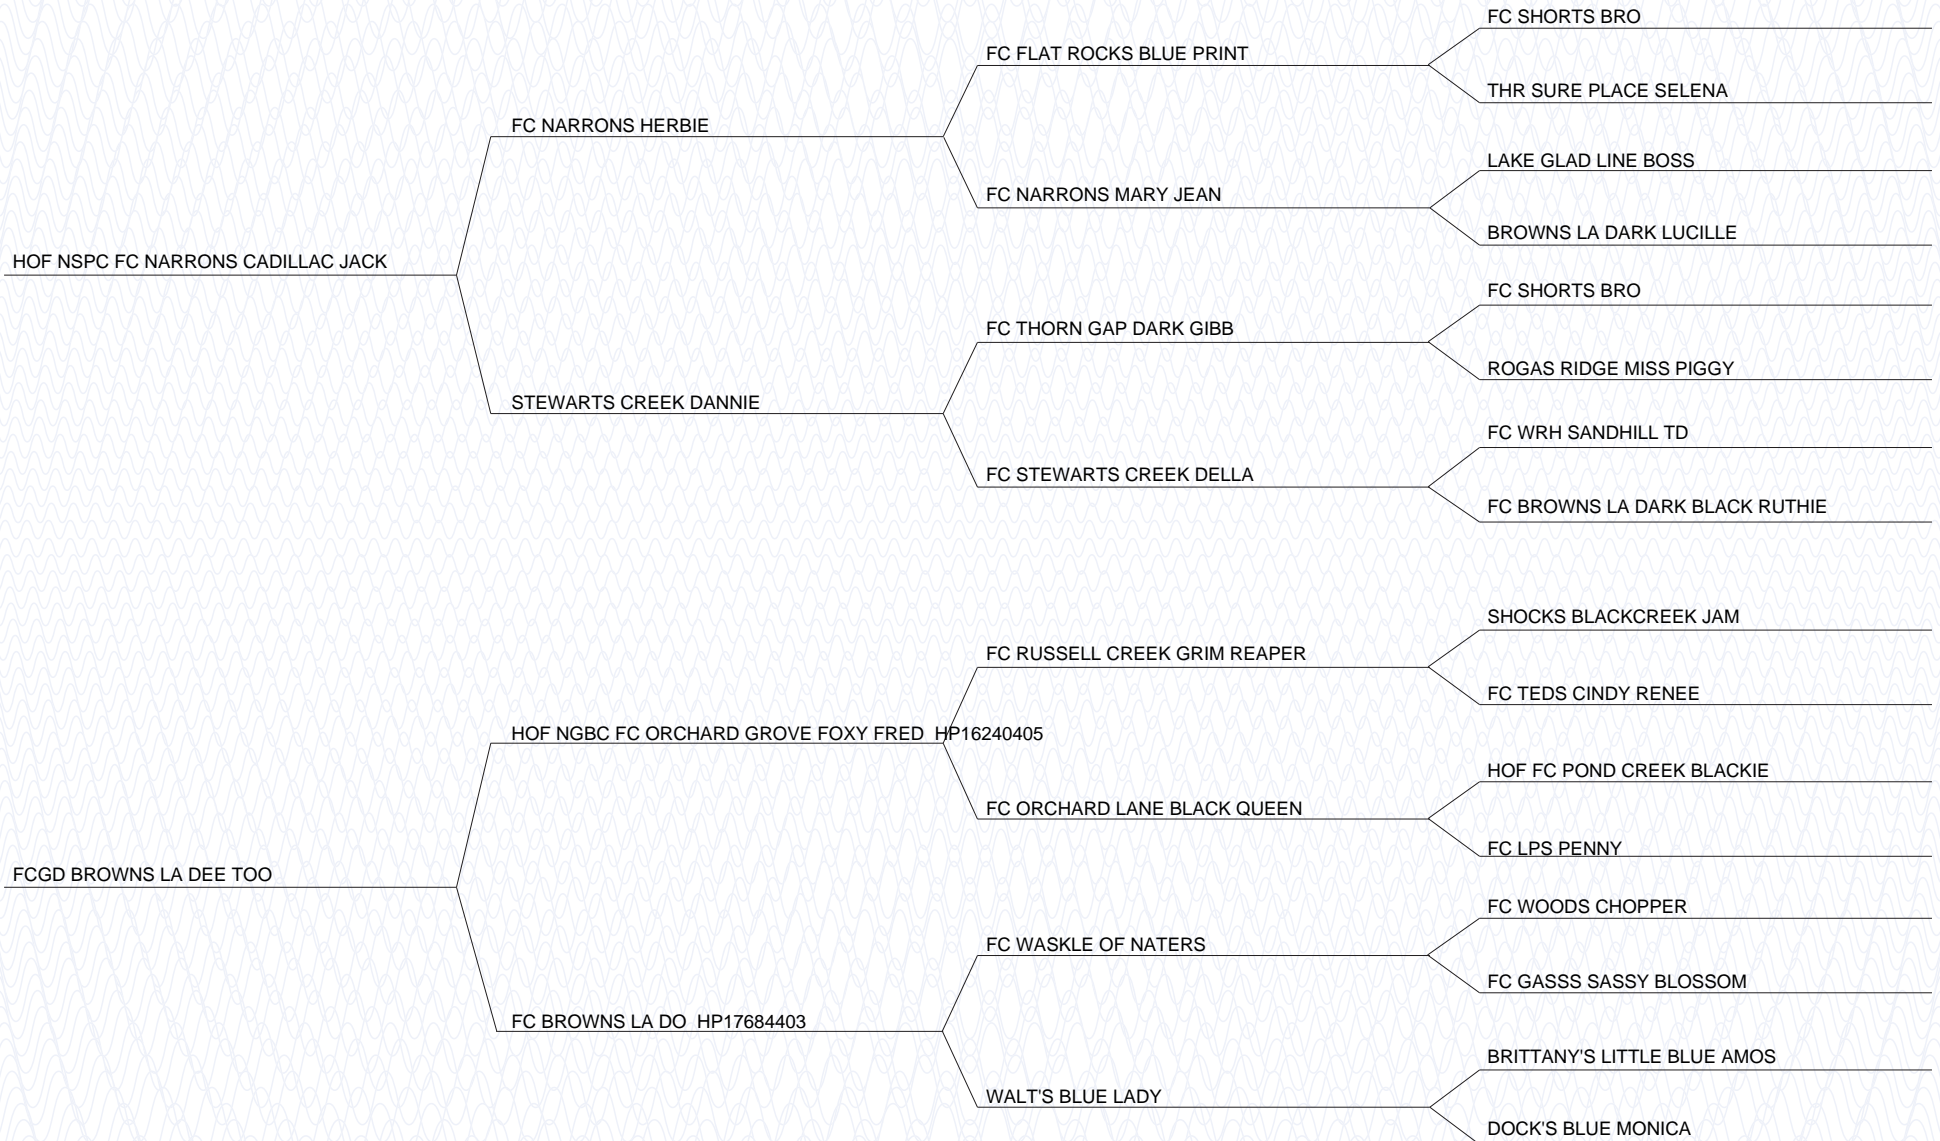 FC SHORTS BRO
FC FLAT ROCKS BLUE PRINT
THR SURE PLACE SELENA
FC NARRONS HERBIE
LAKE GLAD LINE BOSS
FC NARRONS MARY JEAN
BROWNS LA DARK LUCILLE
HOF NSPC FC NARRONS CADILLAC JACK
FC SHORTS BRO
FC THORN GAP DARK GIBB
ROGAS RIDGE MISS PIGGY
STEWARTS CREEK DANNIE
FC WRH SANDHILL TD
FC STEWARTS CREEK DELLA
FC BROWNS LA DARK BLACK RUTHIE
SHOCKS BLACKCREEK JAM
FC RUSSELL CREEK GRIM REAPER
FC TEDS CINDY RENEE
HOF NGBC FC ORCHARD GROVE FOXY FRED HP16240405
HOF FC POND CREEK BLACKIE
FC ORCHARD LANE BLACK QUEEN
FC LPS PENNY
FCGD BROWNS LA DEE TOO
FC WOODS CHOPPER
FC WASKLE OF NATERS
FC GASSS SASSY BLOSSOM
FC BROWNS LA DO HP17684403
BRITTANY'S LITTLE BLUE AMOS
WALT'S BLUE LADY
DOCK'S BLUE MONICA